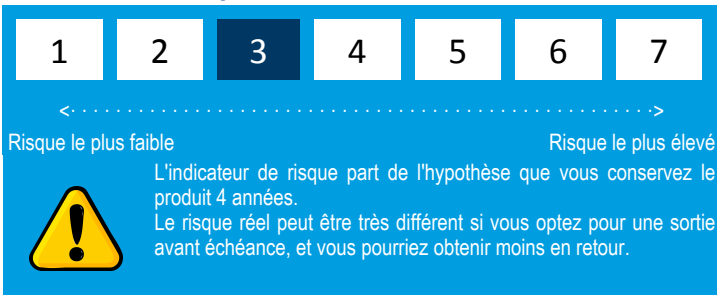 1 2 3 4 5 6 7
<· · · · · · · · · · · · · · · · · · · · · · · · · · · · · · · · · · · · · · · · · · · · · · · · · · · · · · ·>
Risque le plus faible Risque le plus élevé
L'indicateur de risque part de l'hypothèse que vous conservez le
produit 4 années.
Le risque réel peut être très différent si vous optez pour une sortie
avant échéance, et vous pourriez obtenir moins en retour.
!